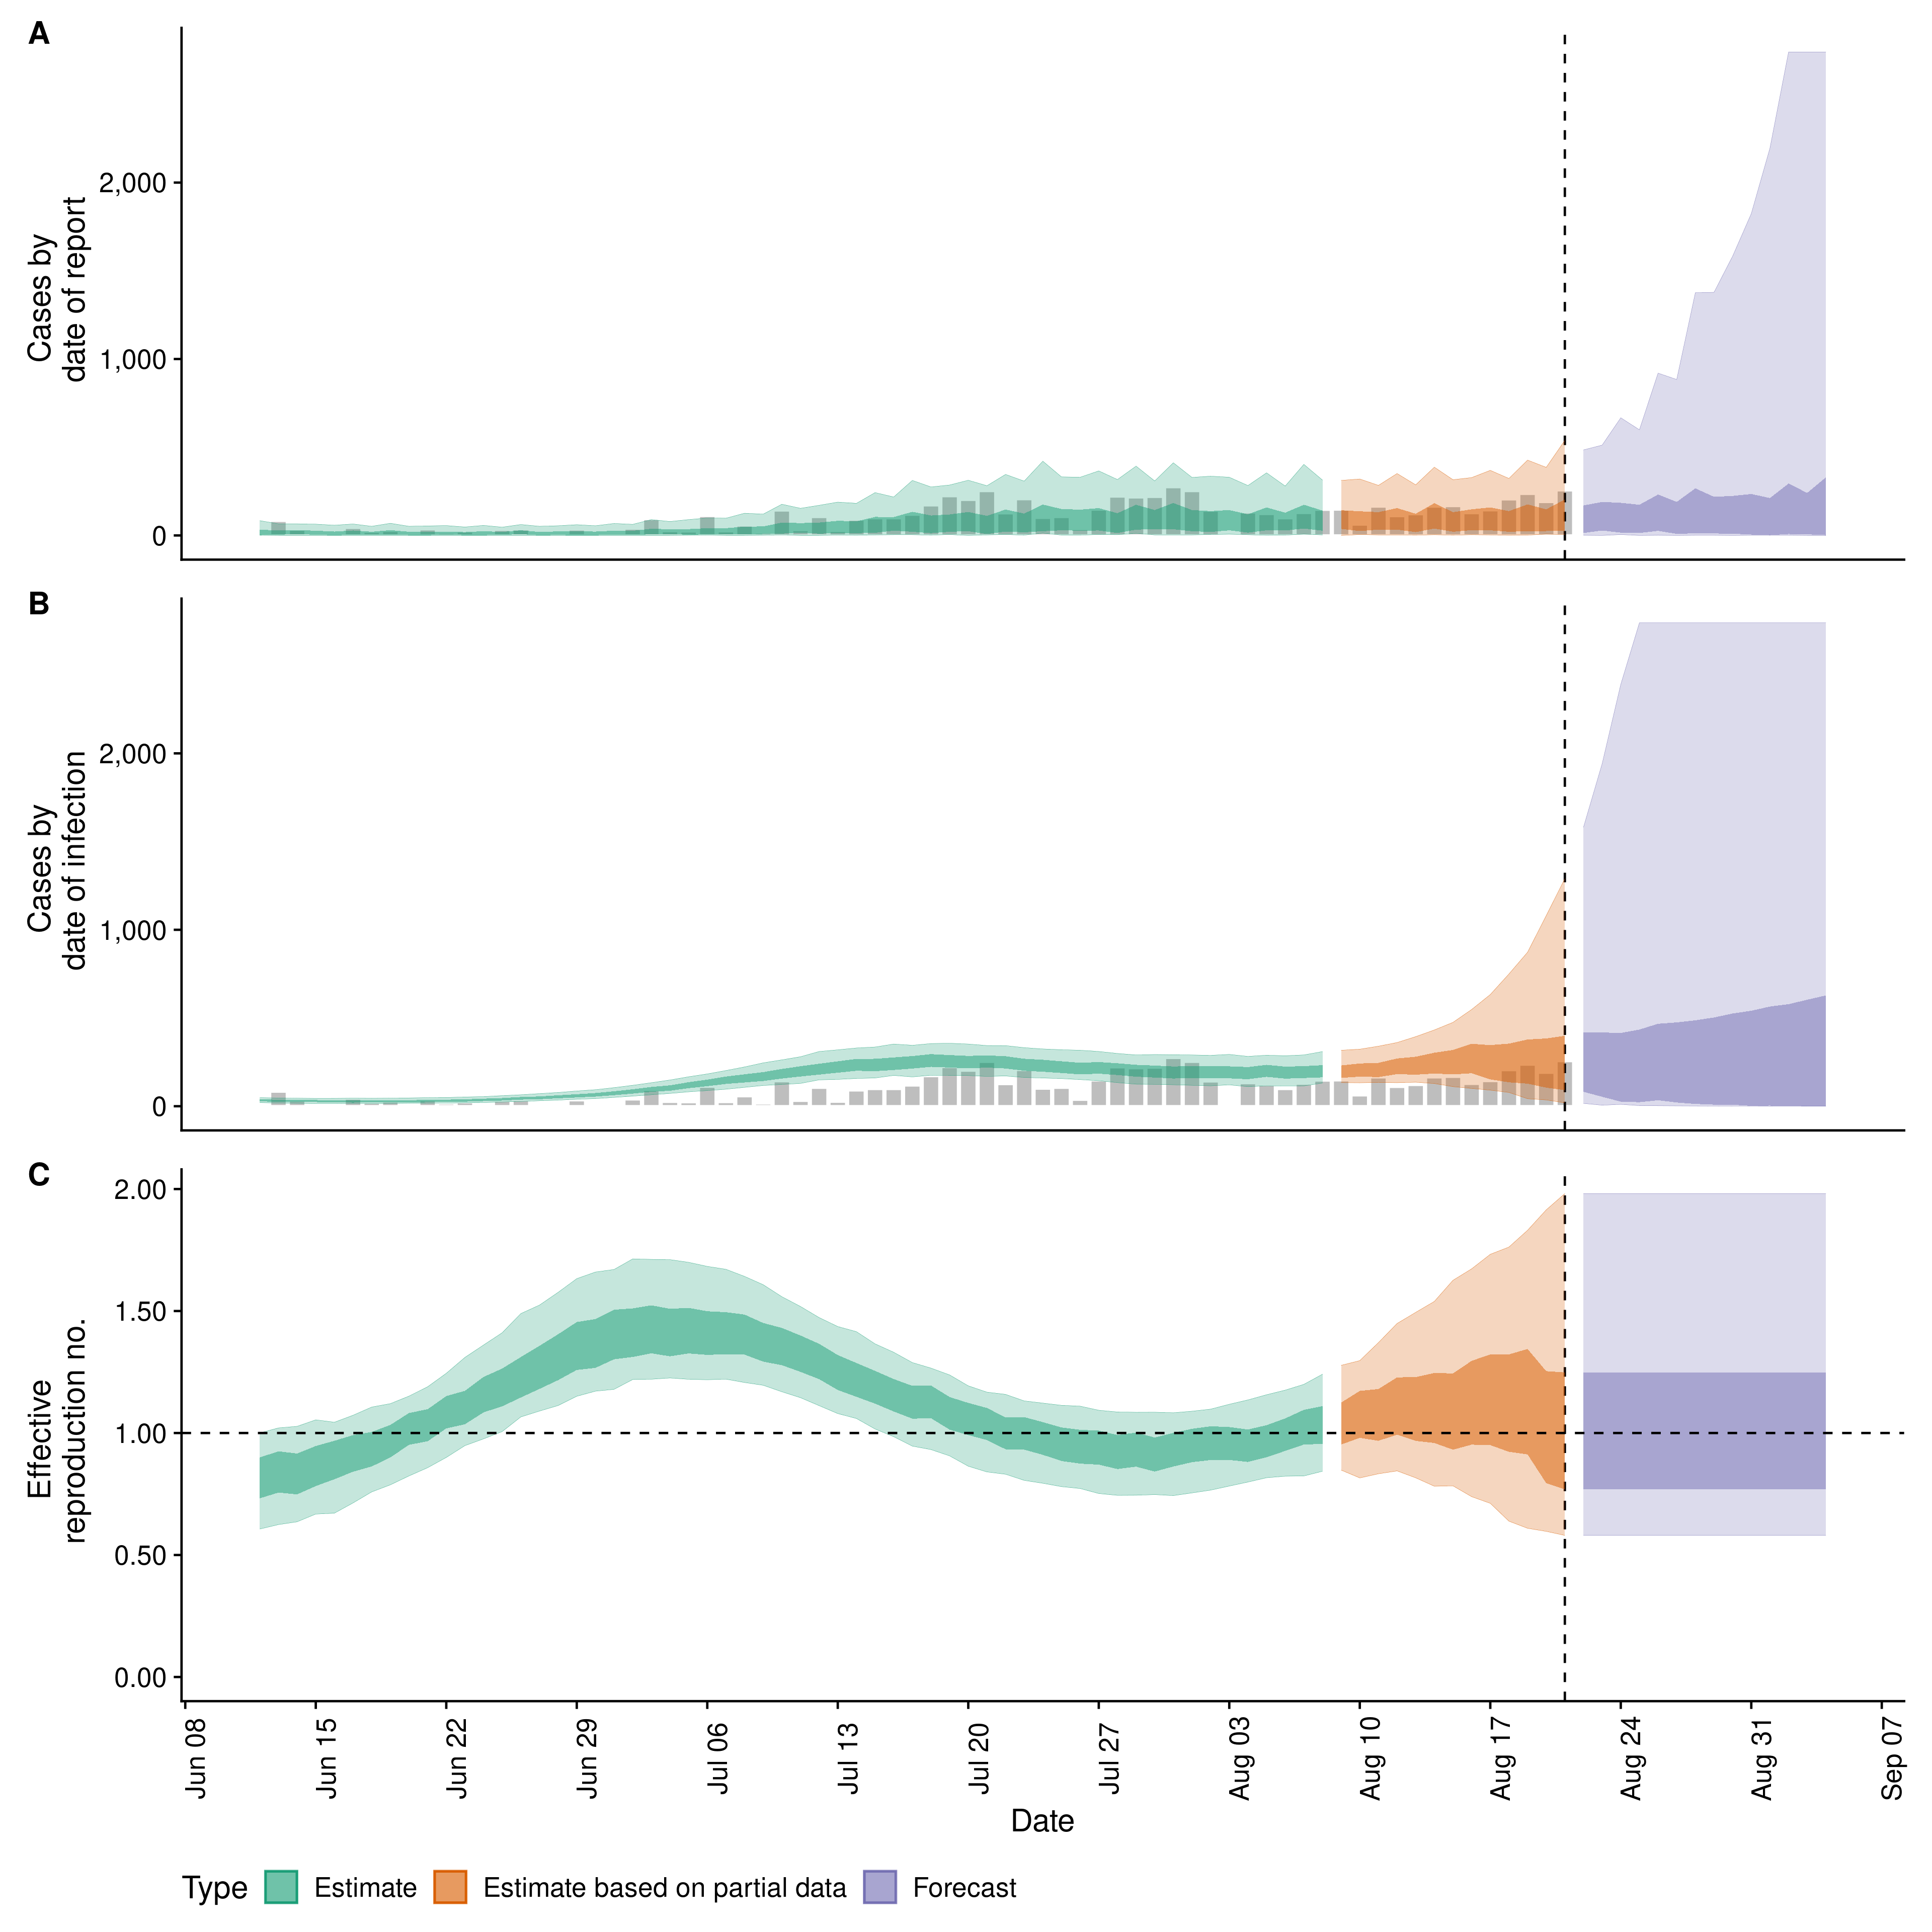 A
Cases by
date of report
2,000
1,000
0
B
Cases by
date of infection
2,000
1,000
0
C
Effective
reproduction no.
2.00
1.50
1.00
0.50
0.00
Jun 08
Jun 15
Jun 22
Jun 29
Jul 06
Jul 13
Jul 20
Jul 27
Aug 03
Aug 10
Aug 17
Aug 24
Aug 31
Sep 07
Date
Type Estimate Estimate based on partial data Forecast